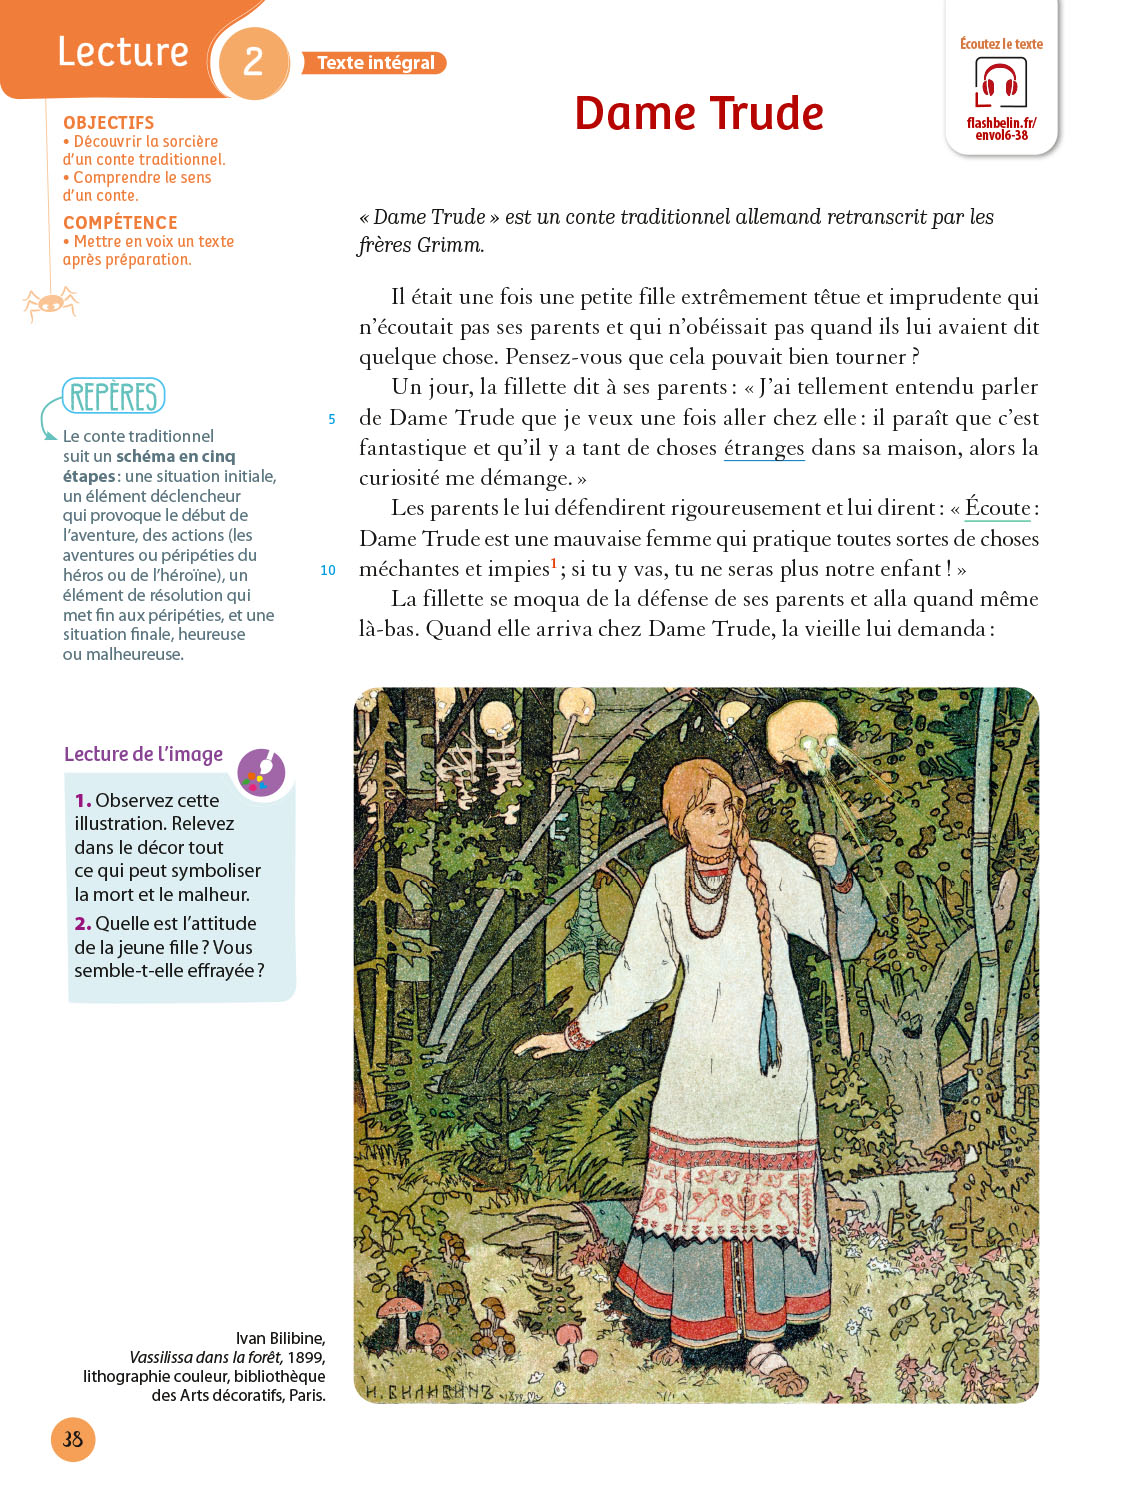 Lecture 2 Texte intégral
Écoutez le texte
flashbelin.fr/
envol6-38
Dame Trude
OBJECTIFS
• Découvrir la sorcière
d'un conte traditionnel.
• Comprendre le sens
d'un conte.
COMPÉTENCE
• Mettre en voix un texte
après préparation.
« Dame Trude » est un conte traditionnel allemand retranscrit par les
frères Grimm.
Il était une fois une petite fille extrêmement têtue et imprudente qui
n'écoutait pas ses parents et qui n'obéissait pas quand ils lui avaient dit
quelque chose. Pensez-vous que cela pouvait bien tourner ?
Un jour, la fillette dit à ses parents : « J'ai tellement entendu parler
5 de Dame Trude que je veux une fois aller chez elle : il paraît que c'est
fantastique et qu'il y a tant de choses étranges dans sa maison, alors la
curiosité me démange. »
Les parents le lui défendirent rigoureusement et lui dirent : « Écoute :
Dame Trude est une mauvaise femme qui pratique toutes sortes de choses
10 méchantes et impies1 ; si tu y vas, tu ne seras plus notre enfant ! »
La fillette se moqua de la défense de ses parents et alla quand même
là-bas. Quand elle arriva chez Dame Trude, la vieille lui demanda :
REPÈRES
Le conte traditionnel
suit un schéma en cinq
étapes : une situation initiale,
un élément déclencheur
qui provoque le début de
l'aventure, des actions (les
aventures ou péripéties du
héros ou de l'héroïne), un
élément de résolution qui
met fin aux péripéties, et une
situation finale, heureuse
ou malheureuse.
Lecture de l'image
1. Observez cette
illustration. Relevez
dans le décor tout
ce qui peut symboliser
la mort et le malheur.
2. Quelle est l'attitude
de la jeune fille ? Vous
semble-t-elle effrayée ?
Ivan Bilibine,
Vassilissa dans la forêt, 1899,
lithographie couleur, bibliothèque
des Arts décoratifs, Paris.
38